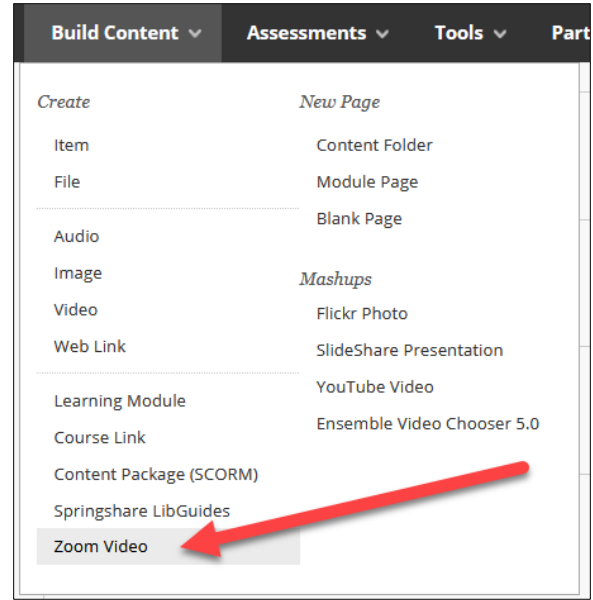 Build Content Assessments Tools Part
Create
Item
File
Audio
Image
Video
Web Link
Learning Module
Course Link
Content Package (SCORM)
Springshare LibGuides
Zoom Video
New Page
Content Folder
Module Page
Blank Page
Mashups
Flickr Photo
SlideShare Presentation
YouTube Video
Ensemble Video Chooser 5.0